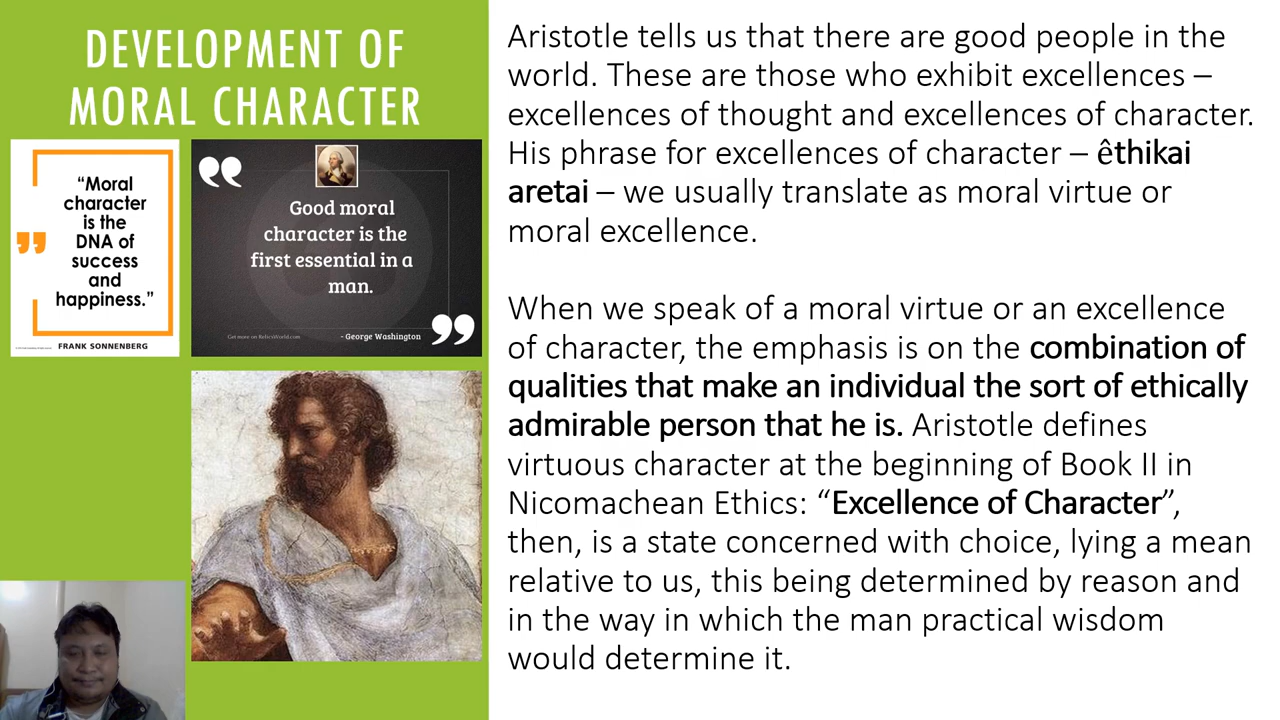 DEVELOPMENT OF
MORAL CHARACTER
“Moral
character
is the
DNA of
success
and
happiness.”
FRANK SONNENBERG
Good moral
character is the
first essential in a
man.
Get more on RelicsWorld.com
- George Washington
Aristotle tells us that there are good people in the
world. These are those who exhibit excellences –
excellences of thought and excellences of character.
His phrase for excellences of character – êthikai
aretai – we usually translate as moral virtue or
moral excellence.
When we speak of a moral virtue or an excellence
of character, the emphasis is on the combination of
qualities that make an individual the sort of ethically
admirable person that he is. Aristotle defines
virtuous character at the beginning of Book II in
Nicomachean Ethics: “Excellence of Character”,
then, is a state concerned with choice, lying a mean
relative to us, this being determined by reason and
in the way in which the man practical wisdom
would determine it.